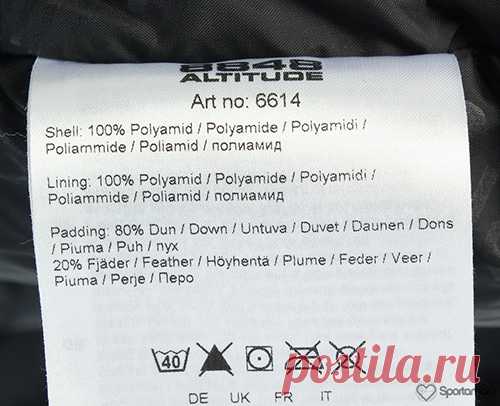 8848
ALTITUDE
Art no: 6614
Shell: 100% Polyamid / Polyamide / Polyamidi /
Poliammide / Poliamid / полиамид
Lining: 100% Polyamid / Polyamide / Polyamidi /
Poliammide / Poliamid / полиамид
Padding: 80% Dun / Down / Untuva / Duvet / Daunen / Dons
/ Piuma / Puh / пух
20% Fjäder / Feather / Höyhentä / Plume / Feder / Veer /
Piuma / Perje / Перо
40
DE UK FR IT
postila.ru